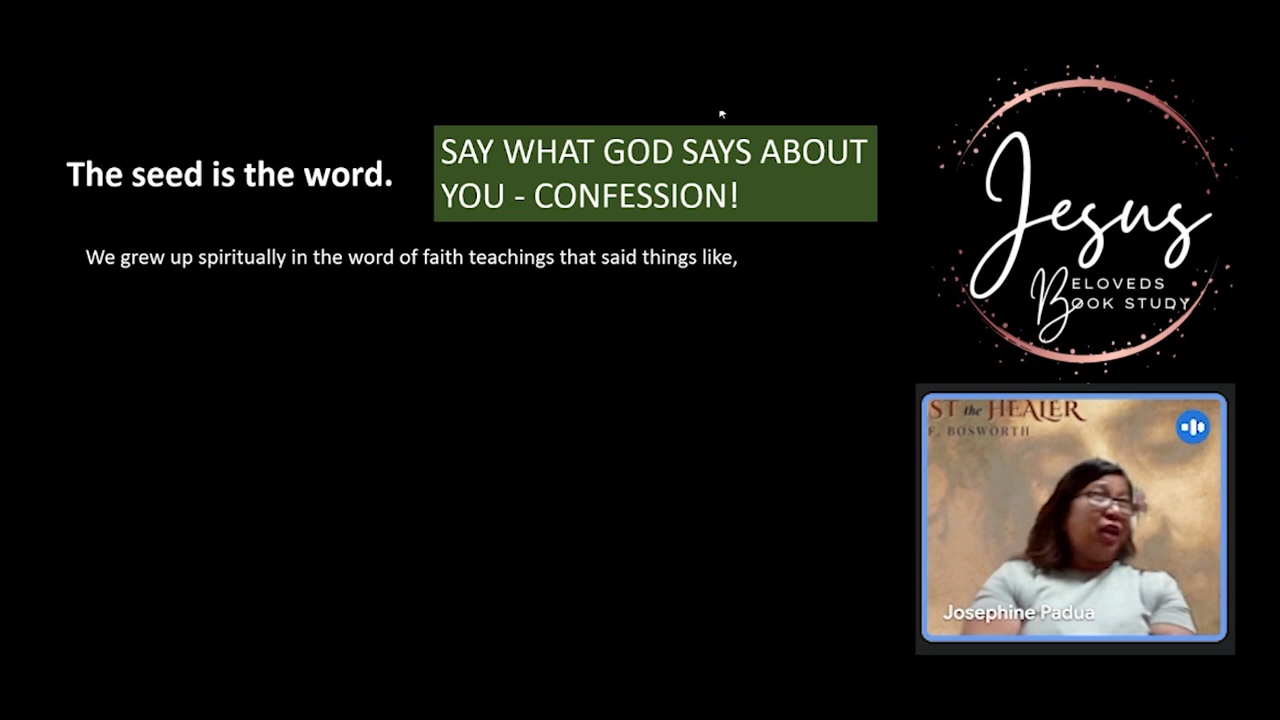 The seed is the word.
SAY WHAT GOD SAYS ABOUT
YOU - CONFESSION!
We grew up spiritually in the word of faith teachings that said things like,
Jesus
BELOVEDS
BOOK STUDY
ST the HEALER
F. BOSWORTH
Josephine Padua